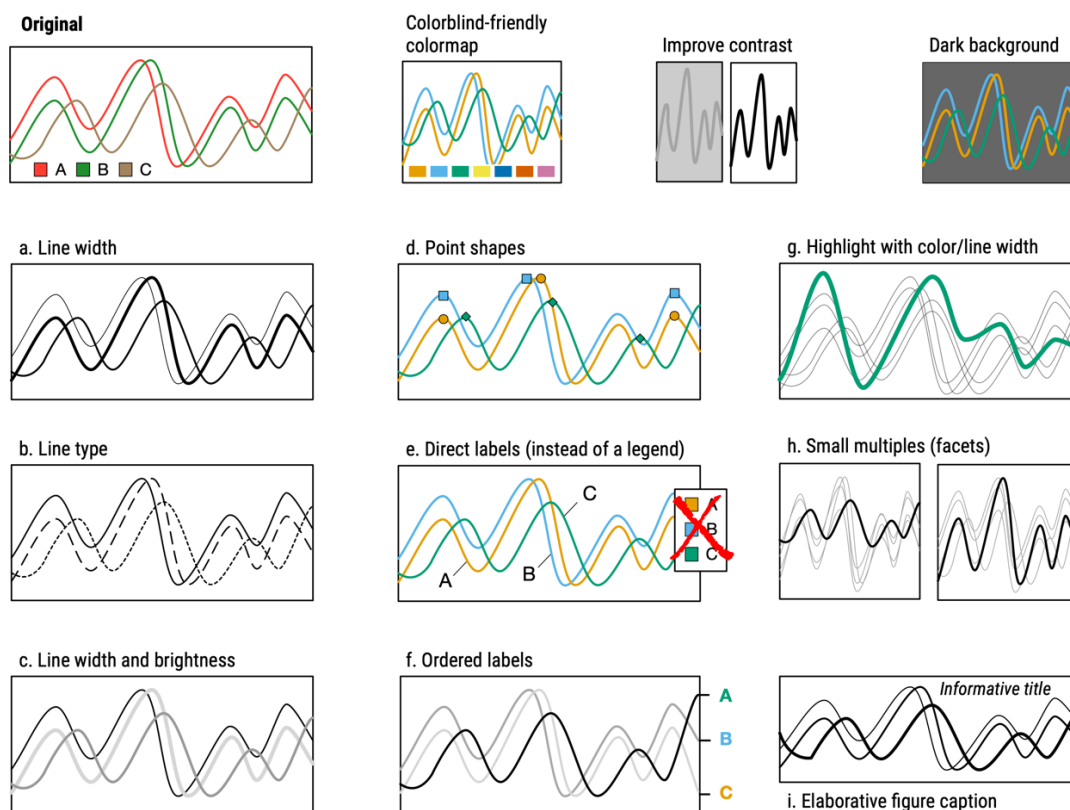 Original
Colorblind-friendly
colormap
Improve contrast
Dark background
A B C
a. Line width
d. Point shapes
g. Highlight with color/line width
b. Line type
e. Direct labels (instead of a legend)
h. Small multiples (facets)
C
A
B
A
B
C
c. Line width and brightness
f. Ordered labels
A
B
C
Informative title
i. Elaborative figure caption